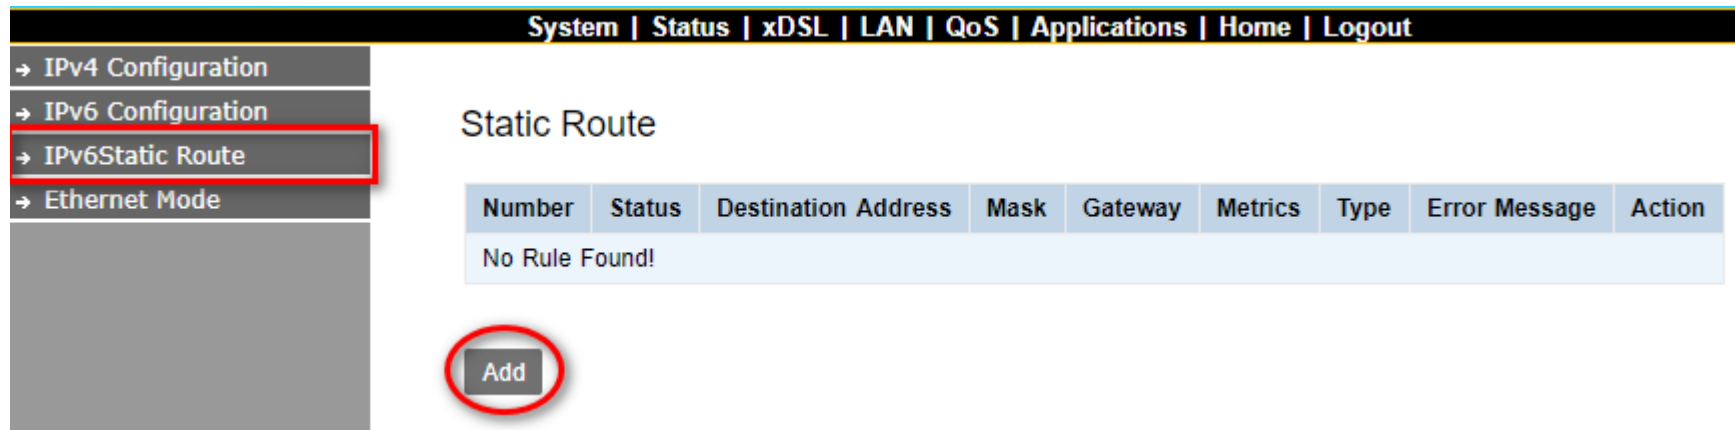 System | Status | xDSL | LAN | QoS | Applications | Home | Logout
IPv4 Configuration
IPv6 Configuration
IPv6Static Route
Ethernet Mode
Static Route
Number Status Destination Address Mask Gateway Metrics Type Error Message Action
No Rule Found!
Add